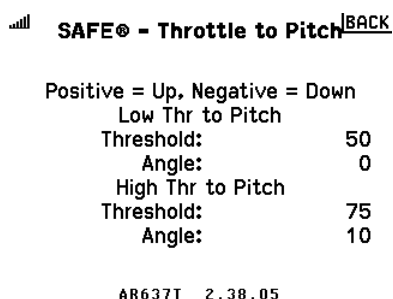 SAFE® - Throttle to Pitch BACK
Positive = Up, Negative = Down
Low Thr to Pitch
Threshold: 50
Angle: 0
High Thr to Pitch
Threshold: 75
Angle: 10
AR637T 2.38.05